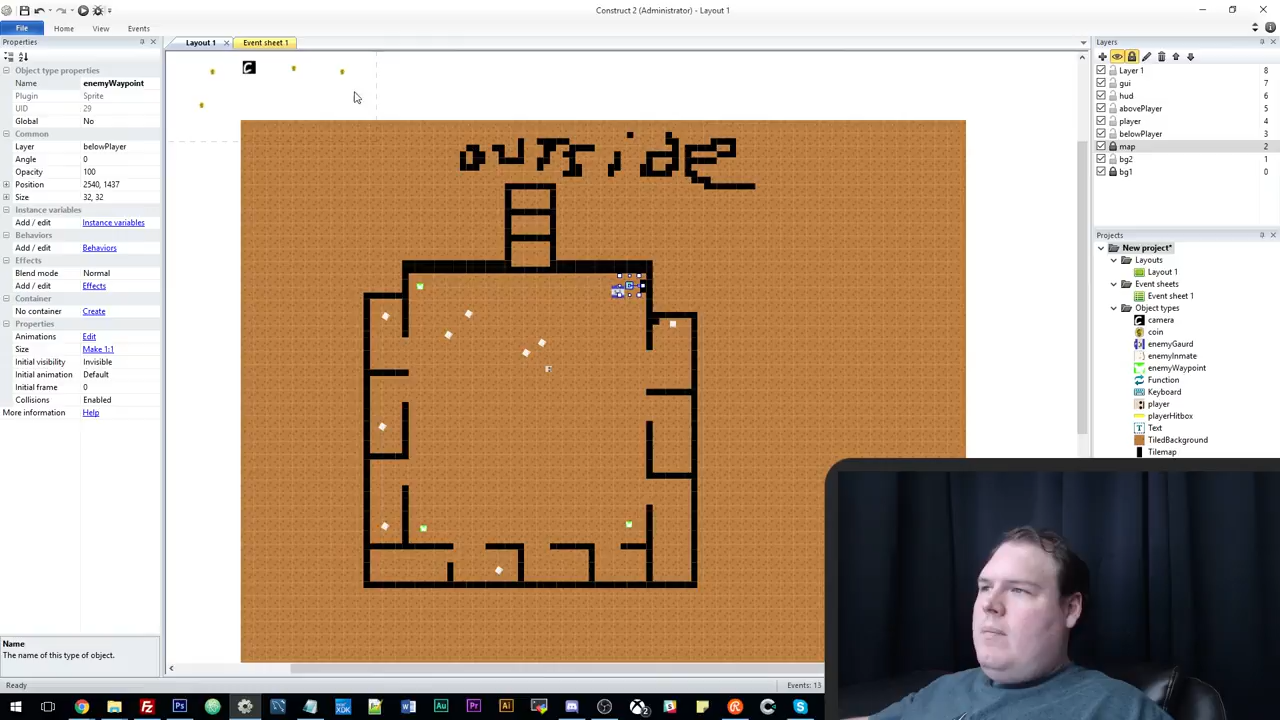 Construct 2 (Administrator) - Layout 1
File
Home
View
Events
Properties
Layout 1
Event sheet 1
Layers
Object type properties
Name enemyWaypoint
Plugin Sprite
UID 29
Global No
Common
Layer belowPlayer
Angle 0
Opacity 100
Position 2540, 1437
Size 32, 32
Instance variables
Add / edit Instance variables
Behaviors
Add / edit Behaviors
Effects
Blend mode Normal
Add / edit Effects
Container
No container Create
Properties
Animations Edit
Size Make 1:1
Initial visibility Invisible
Initial animation Default
Initial frame 0
Collisions Enabled
More information Help
Name
The name of this type of object.
outside
Layer 1 8
gui 7
hud 6
abovePlayer 5
player 4
belowPlayer 3
map 2
bg2 1
bg1 0
Projects
New project*
Layouts
Layout 1
Event sheets
Event sheet 1
Object types
camera
coin
enemyGaurd
enemyInmate
enemyWaypoint
Function
Keyboard
player
playerHitbox
Text
TiledBackground
Tilemap
Ready
Events: 13